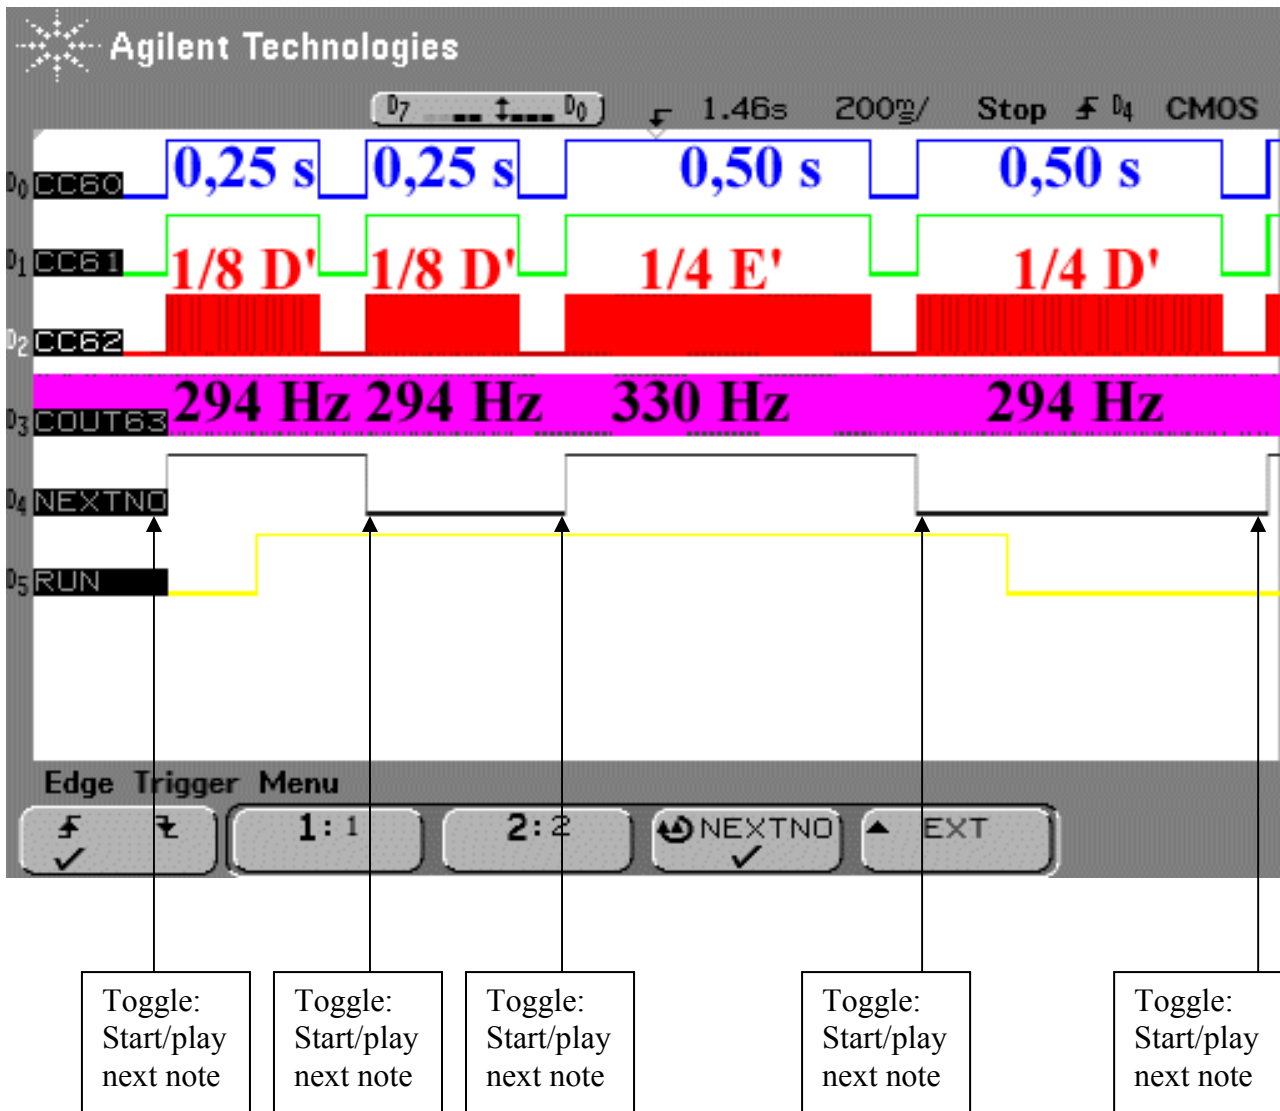 Agilent Technologies
D7 D0 1.46s 200ms/ Stop D4 CMOS
D0 CC60 0,25 s 0,25 s 0,50 s 0,50 s
D1 CC61 1/8 D' 1/8 D' 1/4 E' 1/4 D'
D2 CC62
D3 COUT63 294 Hz 294 Hz 330 Hz 294 Hz
D4 NEXTNO
D5 RUN
Edge Trigger Menu
1: 1 2: 2 NEXTNO EXT
Toggle:
Start/play
next note
Toggle:
Start/play
next note
Toggle:
Start/play
next note
Toggle:
Start/play
next note
Toggle:
Start/play
next note